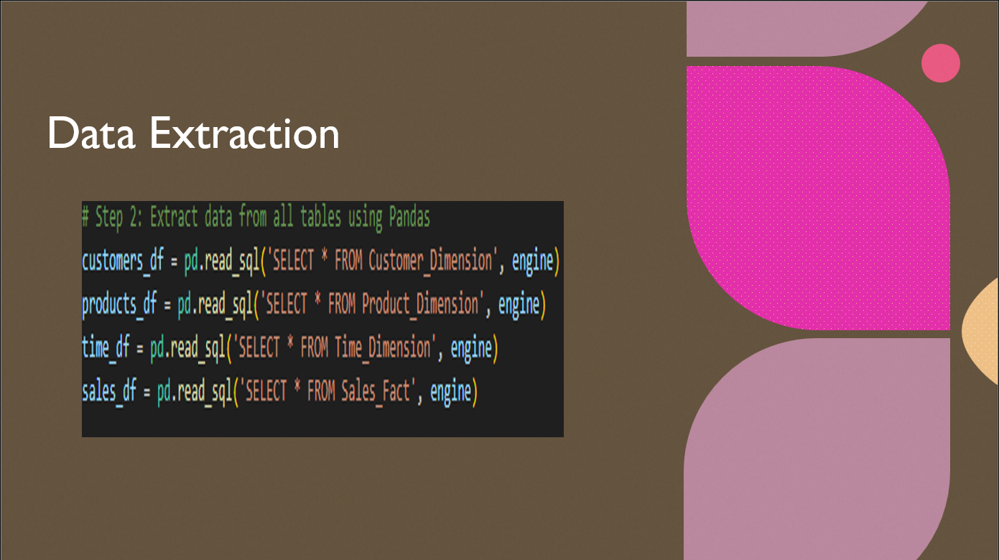 Data Extraction
# Step 2: Extract data from all tables using Pandas
customers_df = pd.read_sql('SELECT * FROM Customer_Dimension', engine)
products_df = pd.read_sql('SELECT * FROM Product_Dimension', engine)
time_df = pd.read_sql('SELECT * FROM Time_Dimension', engine)
sales_df = pd.read_sql('SELECT * FROM Sales_Fact', engine)